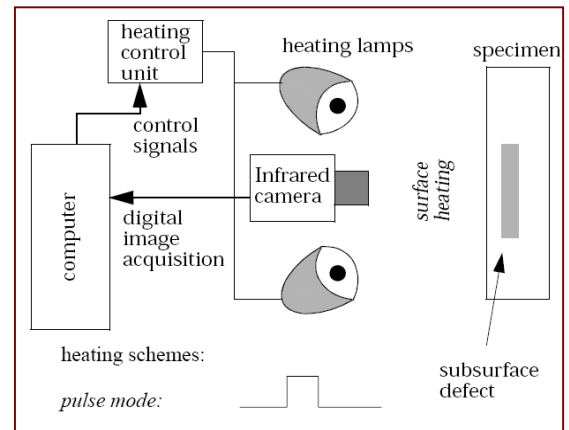 heating
control
unit
heating lamps
specimen
control
signals
Infrared
camera
surface
heating
computer
digital
image
acquisition
heating schemes:
subsurface
defect
pulse mode: